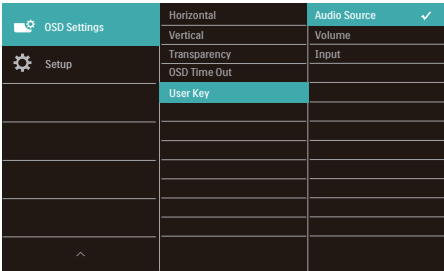 OSD Settings
Setup
Horizontal
Vertical
Transparency
OSD Time Out
User Key
Audio Source
Volume
Input